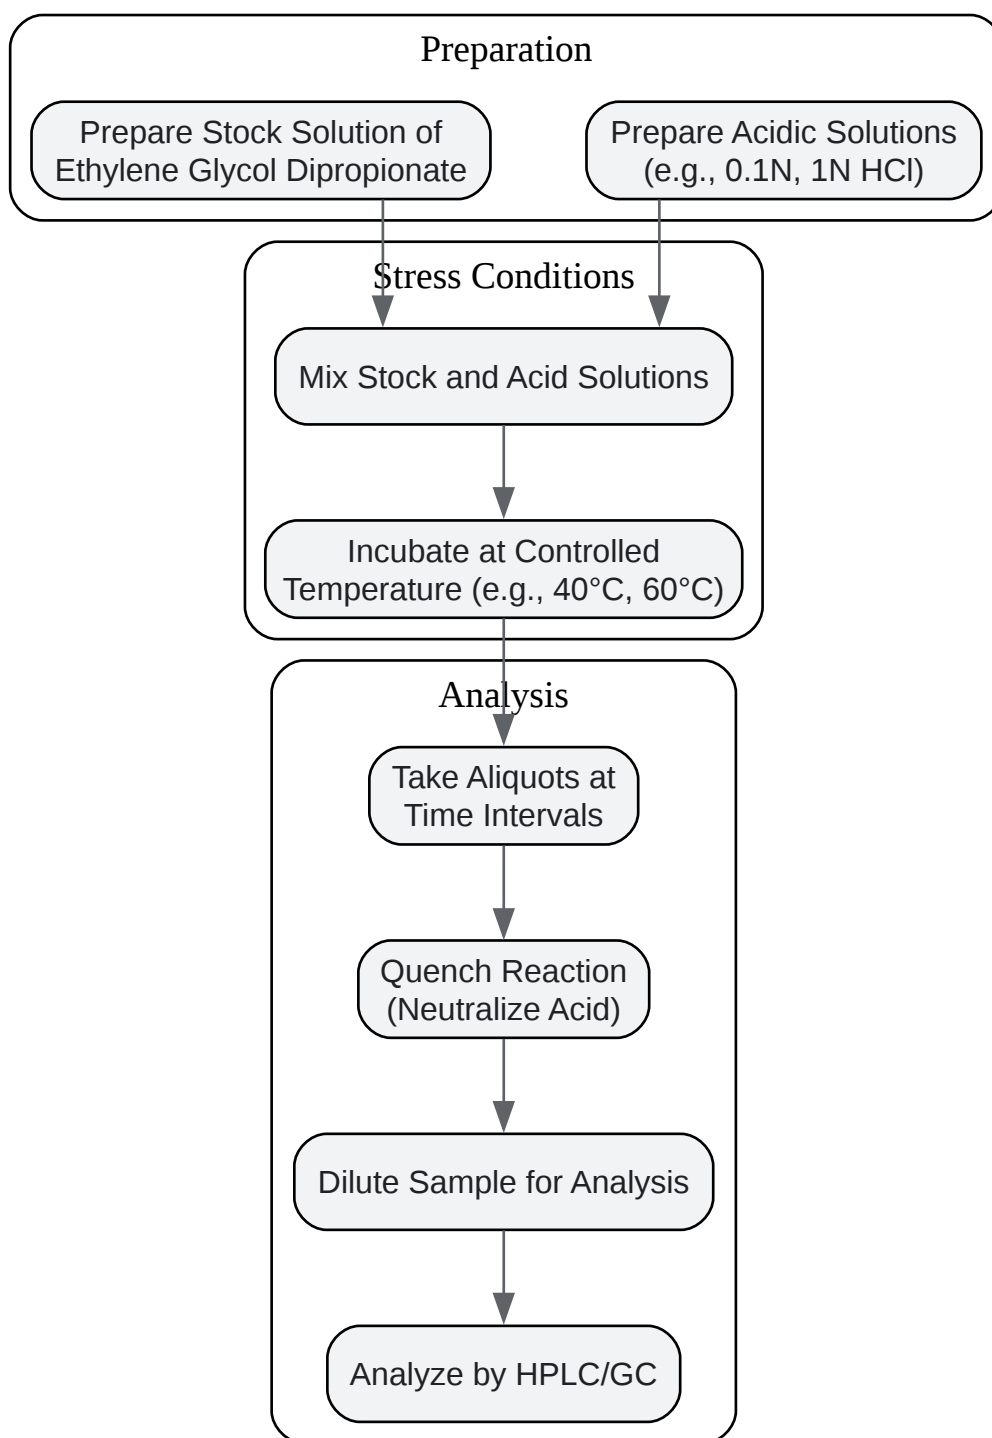 Preparation
Prepare Stock Solution of
Ethylene Glycol Dipropionate
Prepare Acidic Solutions
(e.g., 0.1N, 1N HCl)
Stress Conditions
Mix Stock and Acid Solutions
Incubate at Controlled
Temperature (e.g., 40°C, 60°C)
Analysis
Take Aliquots at
Time Intervals
Quench Reaction
(Neutralize Acid)
Dilute Sample for Analysis
Analyze by HPLC/GC